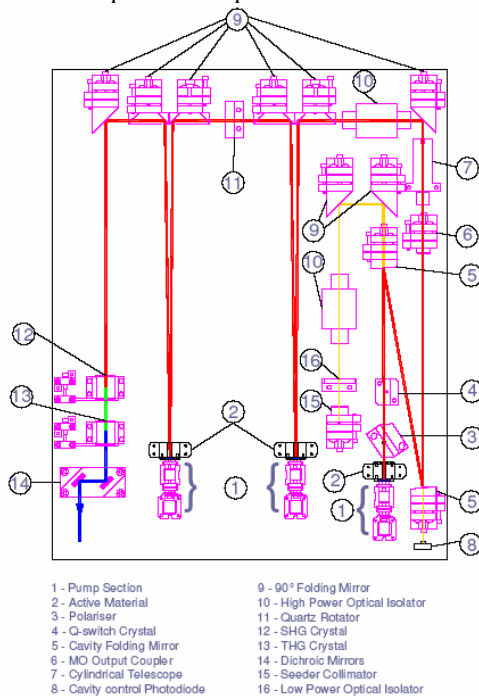 9
10
11
7
9
6
5
10
12
16
4
13
15
3
2
2
14
1
1
1
5
8
1 - Pump Section
2 - Active Material
3 - Polariser
4 - Q-switch Crystal
5 - Cavity Folding Mirror
6 - MO Output Coupler
7 - Cylindrical Telescope
8 - Cavity control Photodiode
9 - 90° Folding Mirror
10 - High Power Optical Isolator
11 - Quartz Rotator
12 - SHG Crystal
13 - THG Crystal
14 - Dichroic Mirrors
15 - Seeder Collimator
16 - Low Power Optical Isolator